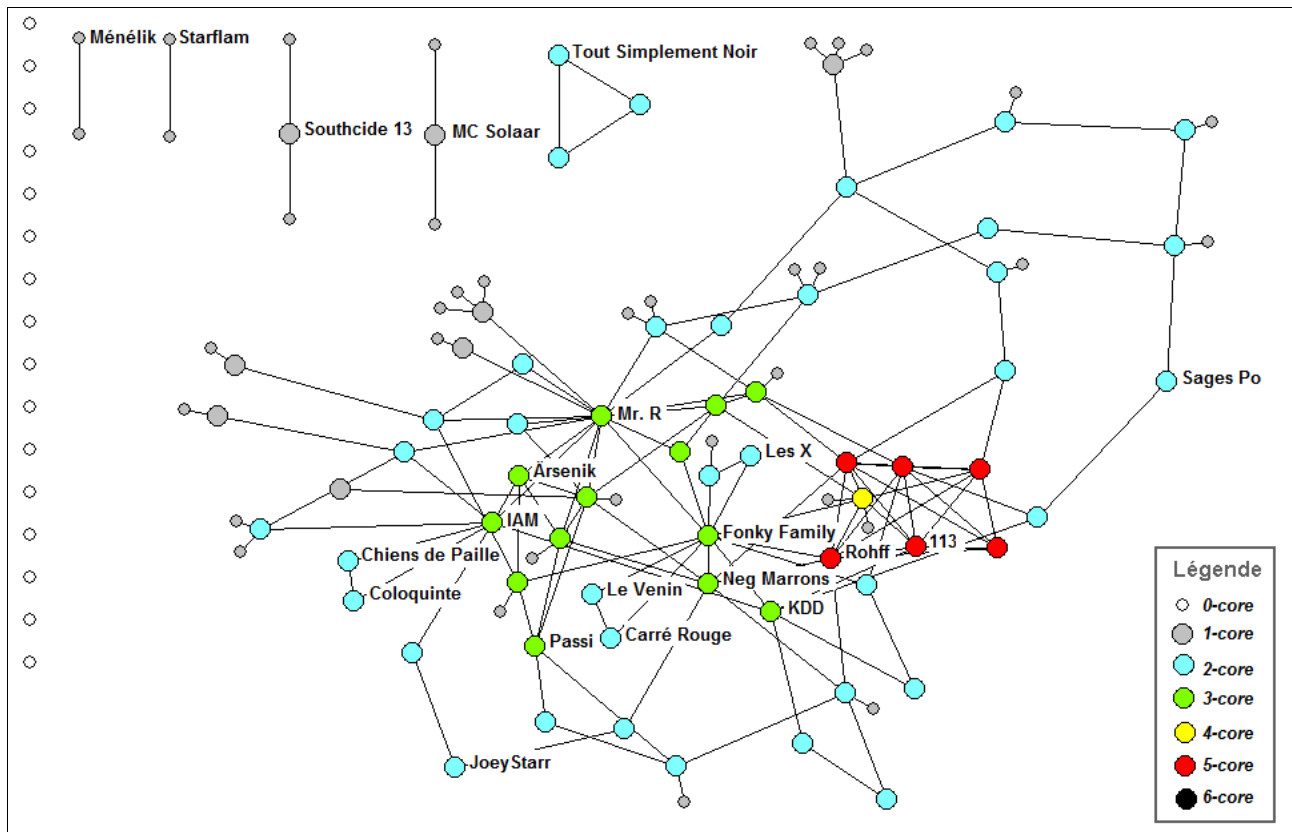 Ménélik
Starflam
Tout Simplement Noir
Southcide 13
MC Solaar
Sages Po
Mr. R
Les X
Ärsenik
IAM
Fonky Family
113
Rohff
Chiens de Paille
Neg Marrons
Coloquinte
Le Venin
KDD
Carré Rouge
Passi
JoeyStarr
Légende
0-core
1-core
2-core
3-core
4-core
5-core
6-core